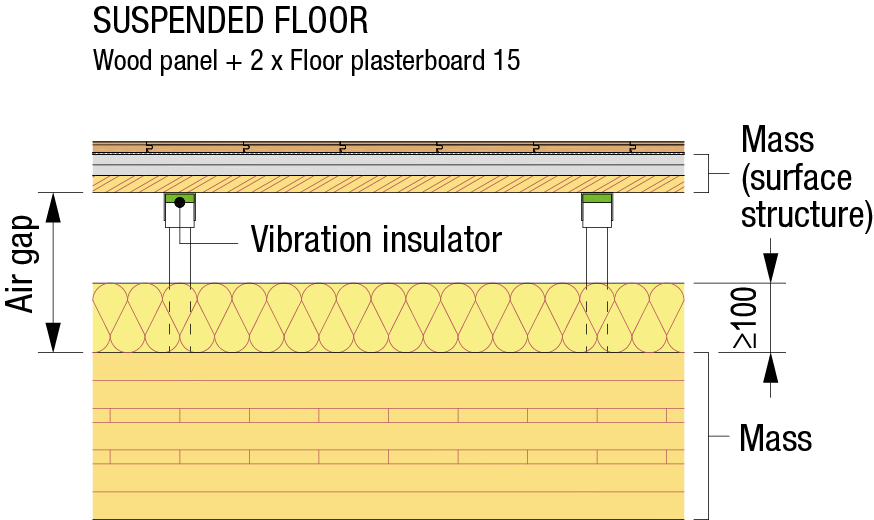 SUSPENDED FLOOR
Wood panel + 2 x Floor plasterboard 15
Mass
(surface
structure)
Air gap
Vibration insulator
≥100
Mass